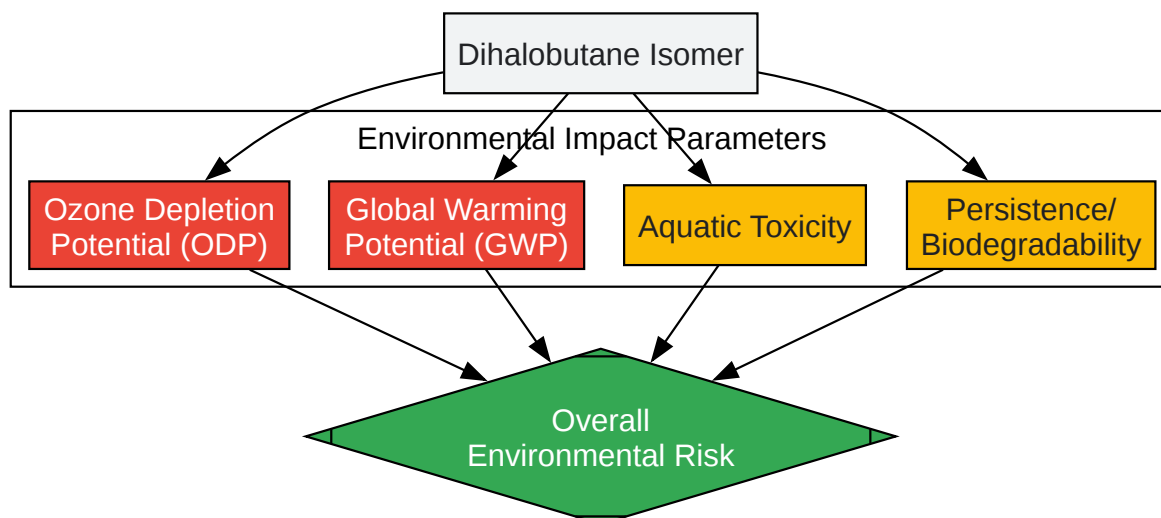 Dihalobutane Isomer
Environmental Impact Parameters
Ozone Depletion
Potential (ODP)
Global Warming
Potential (GWP)
Aquatic Toxicity
Persistence/
Biodegradability
Overall
Environmental Risk